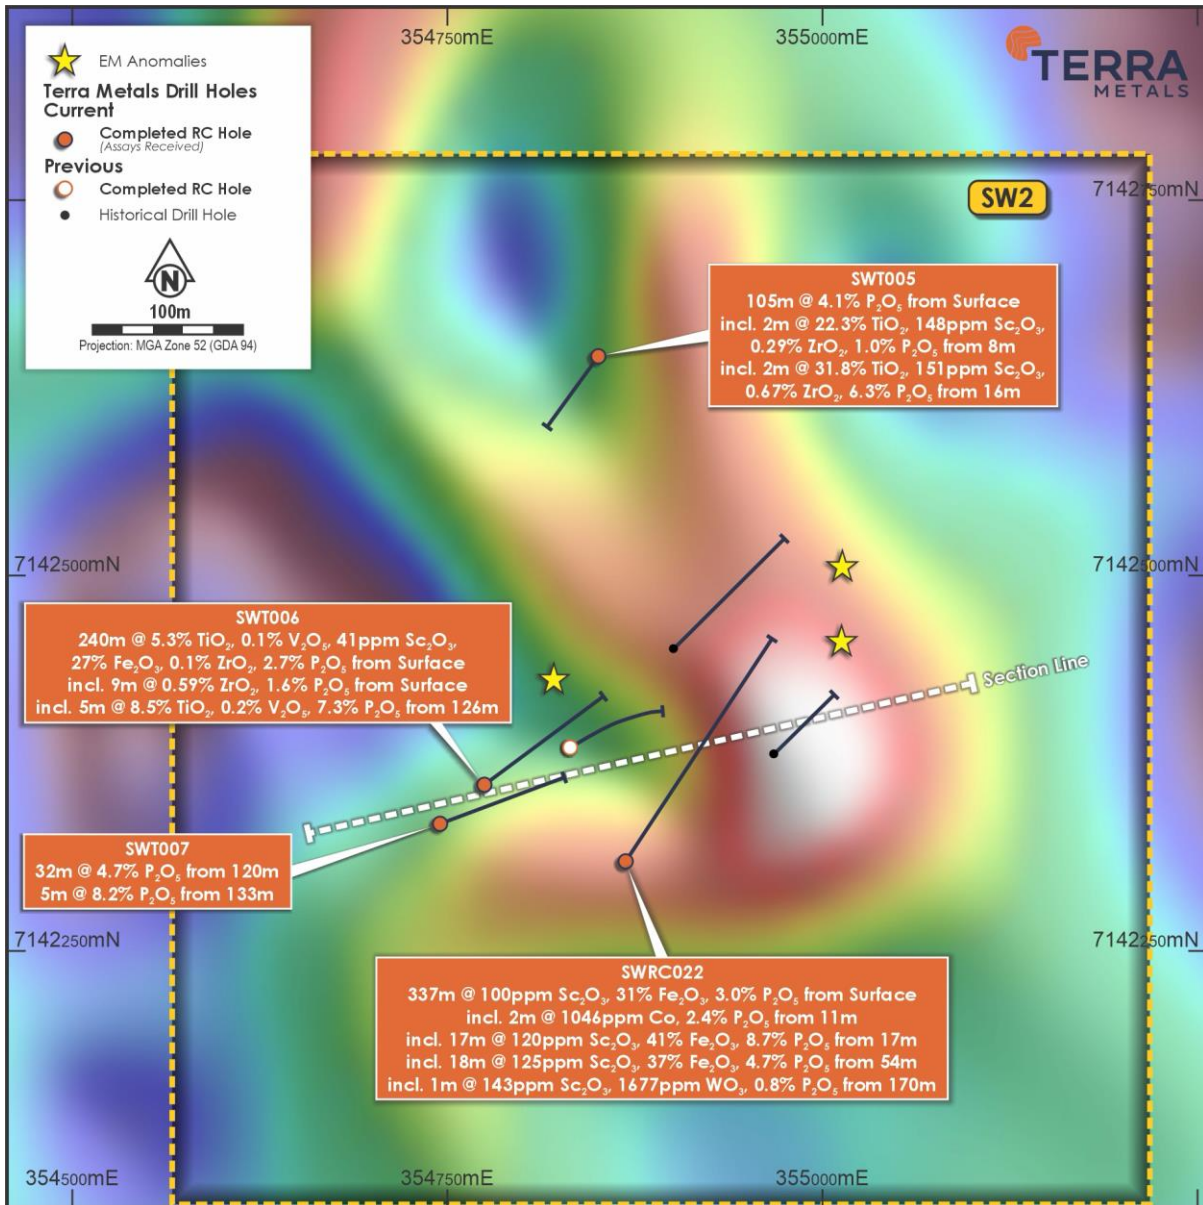 354750mE
355000mE
TERRA
METALS
EM Anomalies
Terra Metals Drill Holes
Current
Completed RC Hole
(Assays Received)
Previous
Completed RC Hole
Historical Drill Hole
N
100m
Projection: MGA Zone 52 (GDA 94)
SW2
7142750mN
SWT005
105m @ 4.1% P₂O₅ from Surface
incl. 2m @ 22.3% TiO₂, 148ppm Sc₂O₃,
0.29% ZrO₂, 1.0% P₂O₅ from 8m
incl. 2m @ 31.8% TiO₂, 151ppm Sc₂O₃,
0.67% ZrO₂, 6.3% P₂O₅ from 16m
7142500mN
7142500mN
SWT006
240m @ 5.3% TiO₂, 0.1% V₂O₅, 41ppm Sc₂O₃,
27% Fe₂O₃, 0.1% ZrO₂, 2.7% P₂O₅ from Surface
incl. 9m @ 0.59% ZrO₂, 1.6% P₂O₅ from Surface
incl. 5m @ 8.5% TiO₂, 0.2% V₂O₅, 7.3% P₂O₅ from 126m
Section Line
SWT007
32m @ 4.7% P₂O₅ from 120m
5m @ 8.2% P₂O₅ from 133m
7142250mN
7142250mN
SWRC022
337m @ 100ppm Sc₂O₃, 31% Fe₂O₃, 3.0% P₂O₅ from Surface
incl. 2m @ 1046ppm Co, 2.4% P₂O₅ from 11m
incl. 17m @ 120ppm Sc₂O₃, 41% Fe₂O₃, 8.7% P₂O₅ from 17m
incl. 18m @ 125ppm Sc₂O₃, 37% Fe₂O₃, 4.7% P₂O₅ from 54m
incl. 1m @ 143ppm Sc₂O₃, 1677ppm WO₃, 0.8% P₂O₅ from 170m
354500mE
354750mE
355000mE